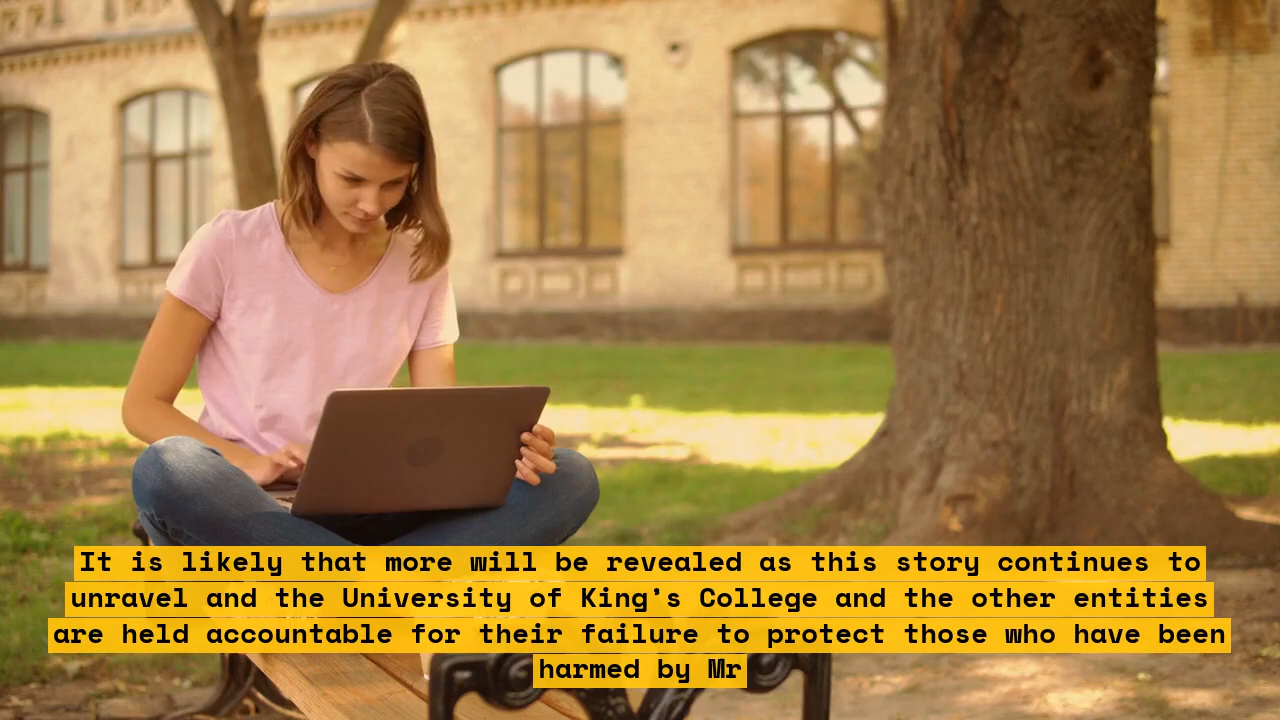 It is likely that more will be revealed as this story continues to
unravel and the University of King's College and the other entities
are held accountable for their failure to protect those who have been
harmed by Mr